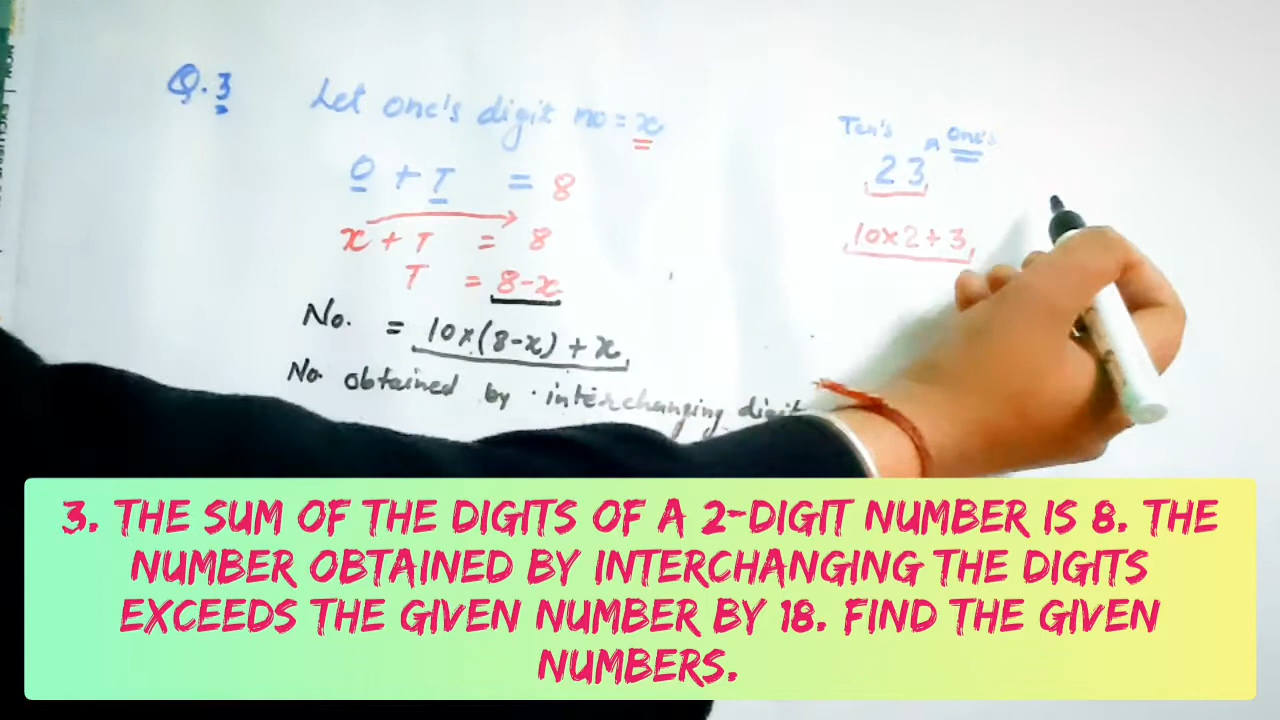 Q.3
Let one's digit no = x
O + T = 8
x + T = 8
T = 8-x
No. = 10×(8-x) + x
No. obtained by interchanging digit
Ten's One's
23
10×2+3
3. THE SUM OF THE DIGITS OF A 2-DIGIT NUMBER IS 8. THE
NUMBER OBTAINED BY INTERCHANGING THE DIGITS
EXCEEDS THE GIVEN NUMBER BY 18. FIND THE GIVEN
NUMBERS.